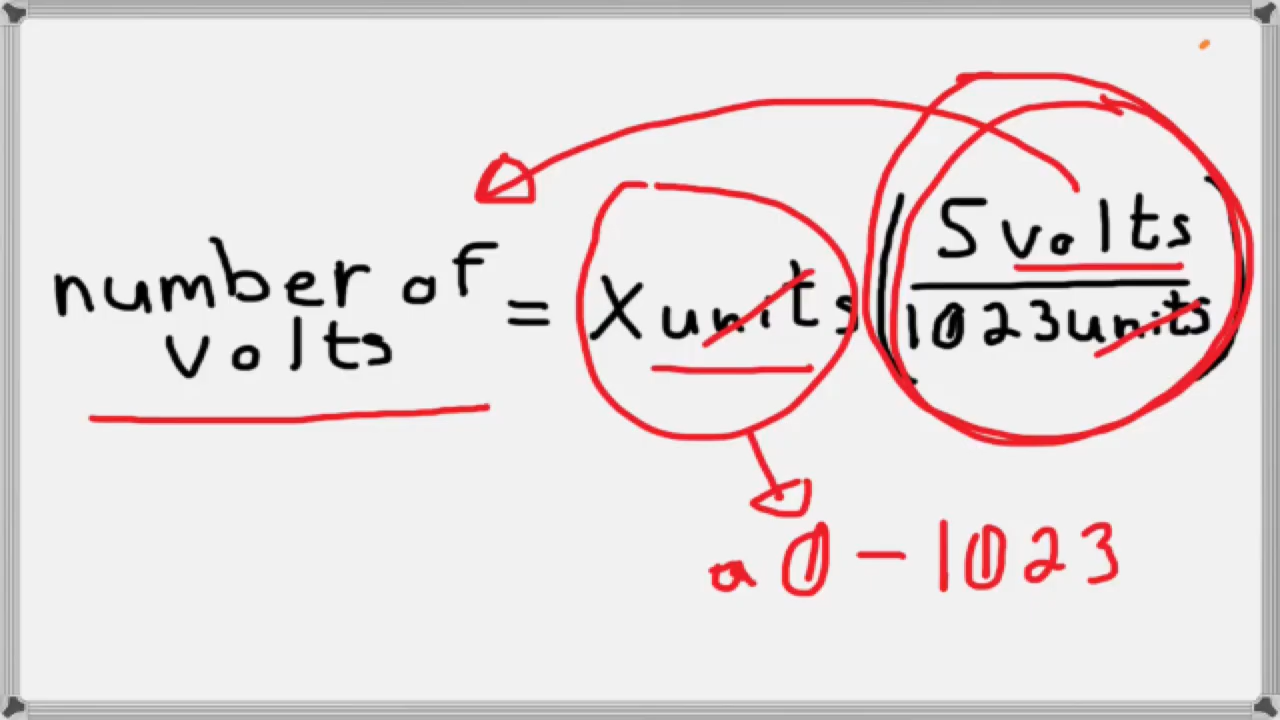 number of
volts = X units ( 5 volts / 1023 units )
a 0 - 1023